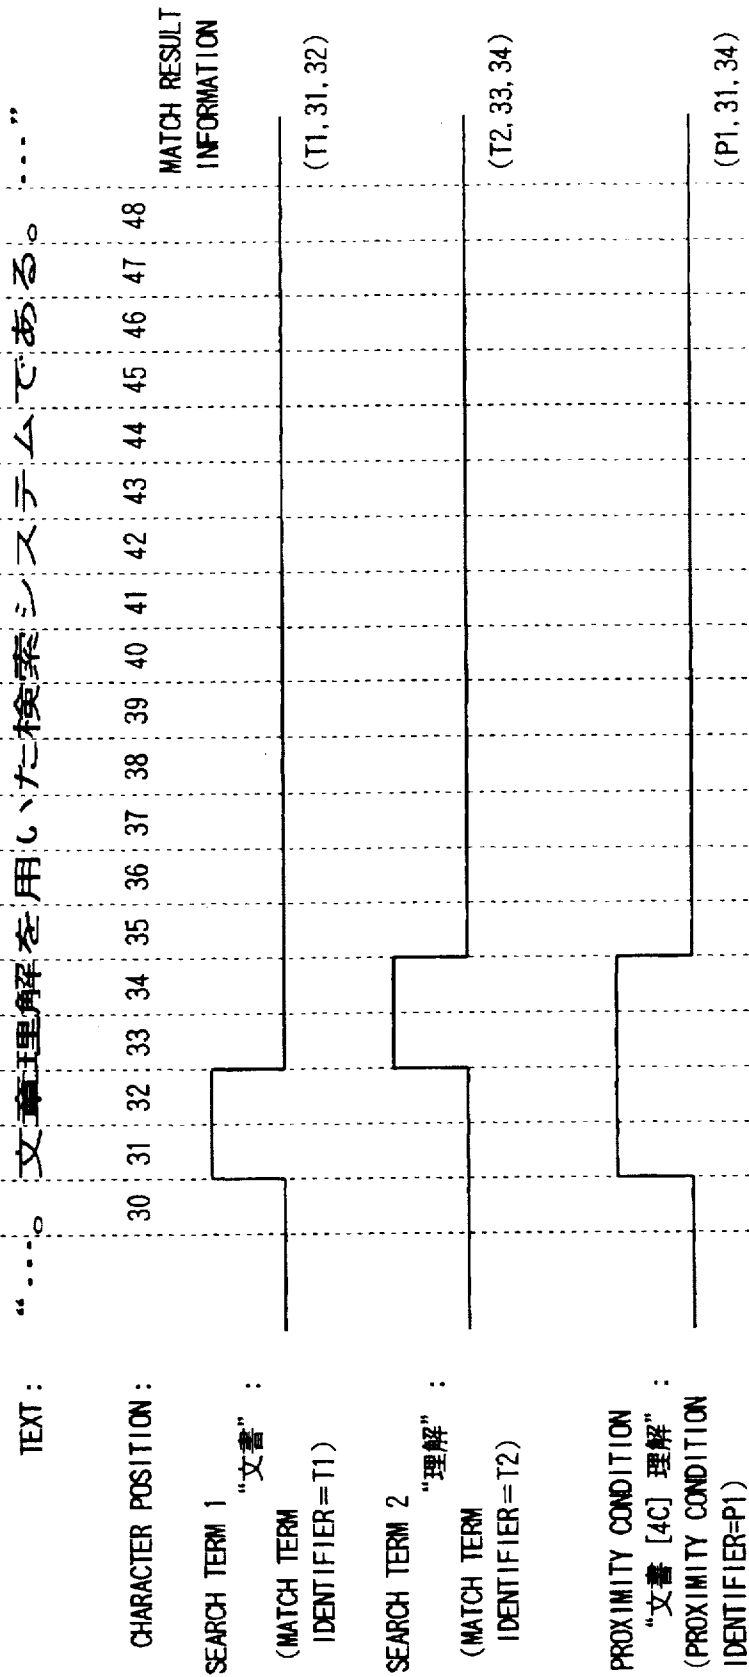 TEXT: “・・・。文章理解を用いた検索システムである。・・・”
CHARACTER POSITION: 30 31 32 33 34 35 36 37 38 39 40 41 42 43 44 45 46 47 48
MATCH RESULT
INFORMATION
SEARCH TERM 1
“文書” :
(MATCH TERM
IDENTIFIER=T1)
(T1, 31, 32)
SEARCH TERM 2
“理解” :
(MATCH TERM
IDENTIFIER=T2)
(T2, 33, 34)
PROXIMITY CONDITION
“文書 [4C] 理解” :
(PROXIMITY CONDITION
IDENTIFIER=P1)
(P1, 31, 34)